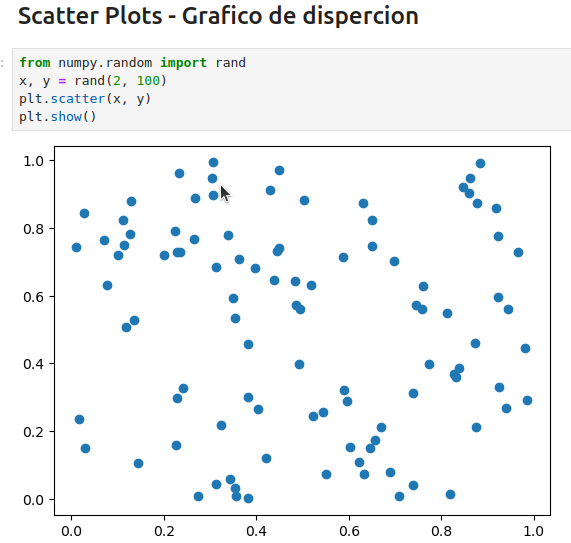 Scatter Plots - Grafico de dispercion
:
from numpy.random import rand
x, y = rand(2, 100)
plt.scatter(x, y)
plt.show()
1.0
0.8
0.6
0.4
0.2
0.0
0.0 0.2 0.4 0.6 0.8 1.0